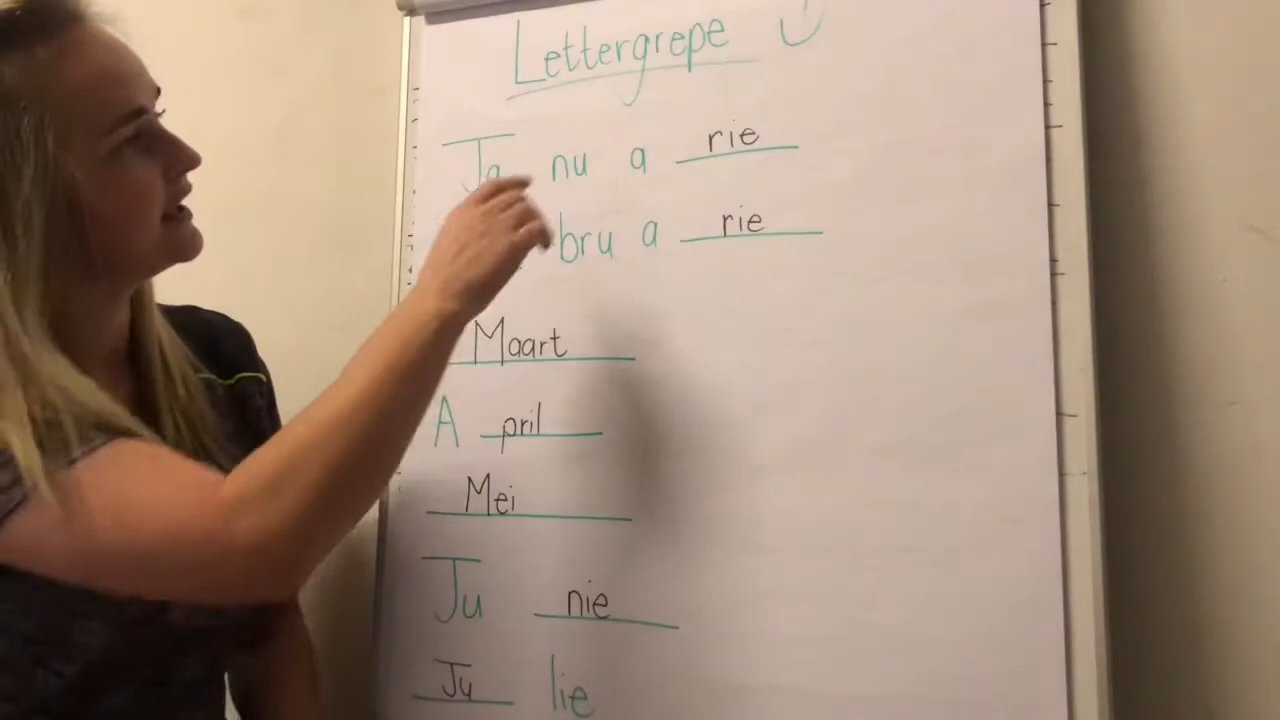 Lettergrepe
Ja nu a rie
bru a rie
Maart
A pril
Mei
Ju nie
Ju lie